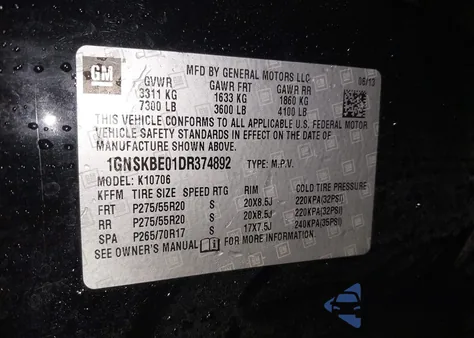 GM
MFD BY GENERAL MOTORS LLC
06/13
GVWR GAWR FRT GAWR RR
3311 KG 1633 KG 1860 KG
7300 LB 3600 LB 4100 LB
THIS VEHICLE CONFORMS TO ALL APPLICABLE U.S. FEDERAL MOTOR
VEHICLE SAFETY STANDARDS IN EFFECT ON THE DATE OF
MANUFACTURE SHOWN ABOVE.
1GNSKBE01DR374892 TYPE: M.P.V.
MODEL: K10706
KFFM TIRE SIZE SPEED RTG RIM COLD TIRE PRESSURE
FRT P275/55R20 S 20X8.5J 220KPA(32PSI)
RR P275/55R20 S 20X8.5J 220KPA(32PSI)
SPA P265/70R17 S 17X7.5J 240KPA(35PSI)
SEE OWNER'S MANUAL FOR MORE INFORMATION.